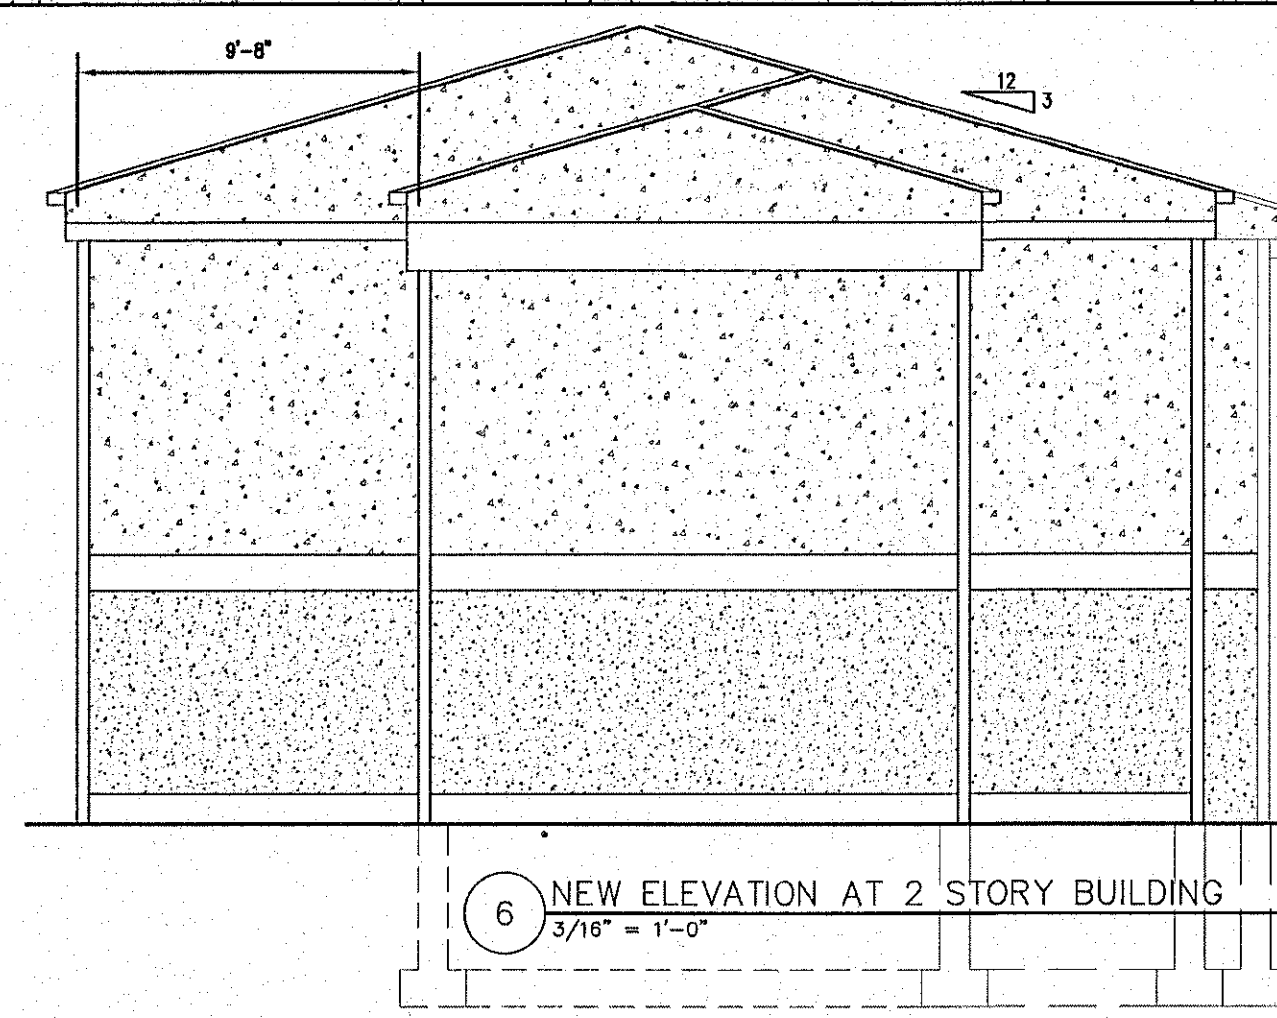 9'-8"
12
3
6
NEW ELEVATION AT 2 STORY BUILDING
3/16" = 1'-0"